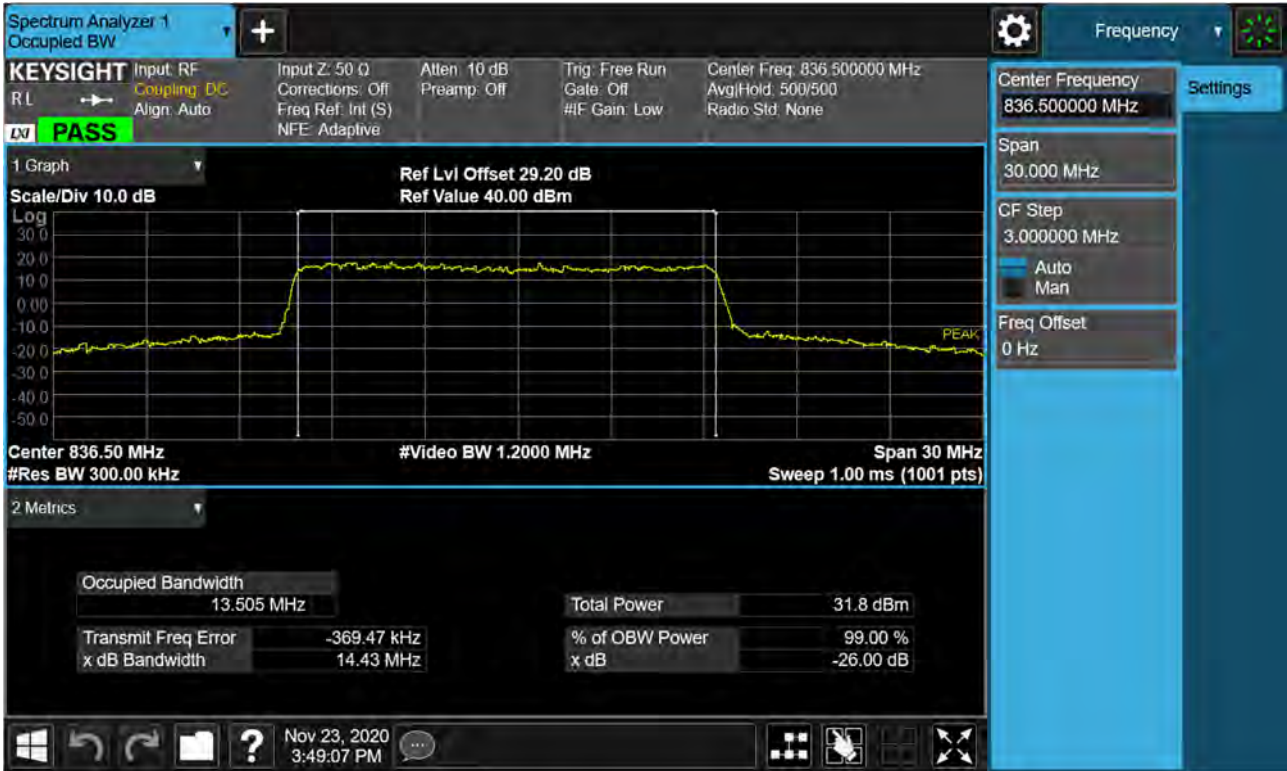 Spectrum Analyzer 1
Occupied BW
Frequency
KEYSIGHT
R L
LXI
PASS
Input: RF
Coupling: DC
Align: Auto
Input Z: 50 Ω
Corrections: Off
Freq Ref: Int (S)
NFE: Adaptive
Atten: 10 dB
Preamp: Off
Trig: Free Run
Gate: Off
#IF Gain: Low
Center Freq: 836.500000 MHz
Avg|Hold: 500/500
Radio Std: None
Center Frequency
836.500000 MHz
Settings
Span
30.000 MHz
CF Step
3.000000 MHz
Auto
Man
Freq Offset
0 Hz
1 Graph
Scale/Div 10.0 dB
Ref Lvl Offset 29.20 dB
Ref Value 40.00 dBm
Log
30.0
20.0
10.0
0.00
-10.0
-20.0
-30.0
-40.0
-50.0
PEAK
Center 836.50 MHz
#Video BW 1.2000 MHz
Span 30 MHz
#Res BW 300.00 kHz
Sweep 1.00 ms (1001 pts)
2 Metrics
Occupied Bandwidth
13.505 MHz
Total Power 31.8 dBm
Transmit Freq Error -369.47 kHz
% of OBW Power 99.00 %
x dB Bandwidth 14.43 MHz
x dB -26.00 dB
Nov 23, 2020
3:49:07 PM